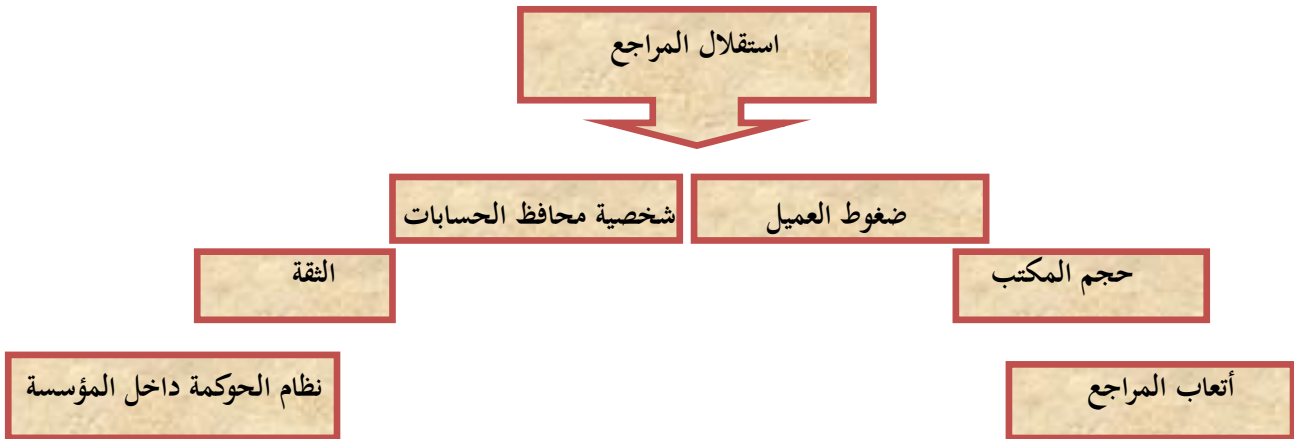 استقلال المراجع
ضغوط العميل
شخصية محافظ الحسابات
حجم المكتب
الثقة
أتعاب المراجع
نظام الحوكمة داخل المؤسسة